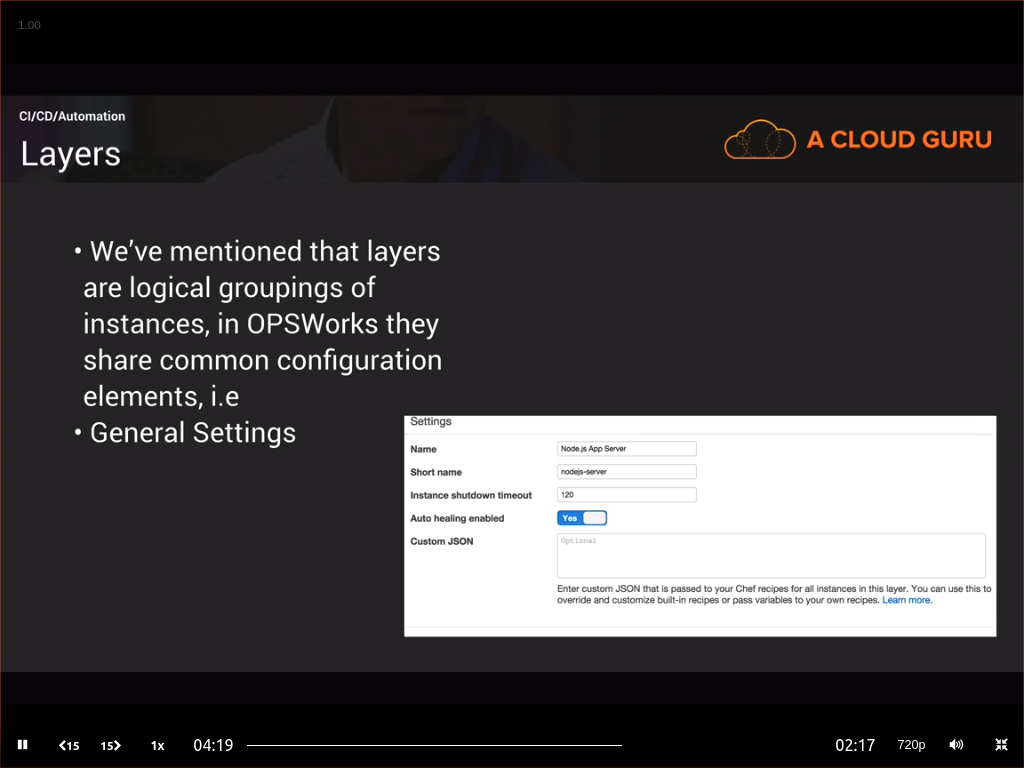 1.00
CI/CD/Automation
Layers
A CLOUD GURU
• We’ve mentioned that layers
are logical groupings of
instances, in OPSWorks they
share common configuration
elements, i.e
• General Settings
Settings
Name Node.js App Server
Short name nodejs-server
Instance shutdown timeout 120
Auto healing enabled Yes
Custom JSON Optional
Enter custom JSON that is passed to your Chef recipes for all instances in this layer. You can use this to
override and customize built-in recipes or pass variables to your own recipes. Learn more.
15 15 1x 04:19 02:17 720p